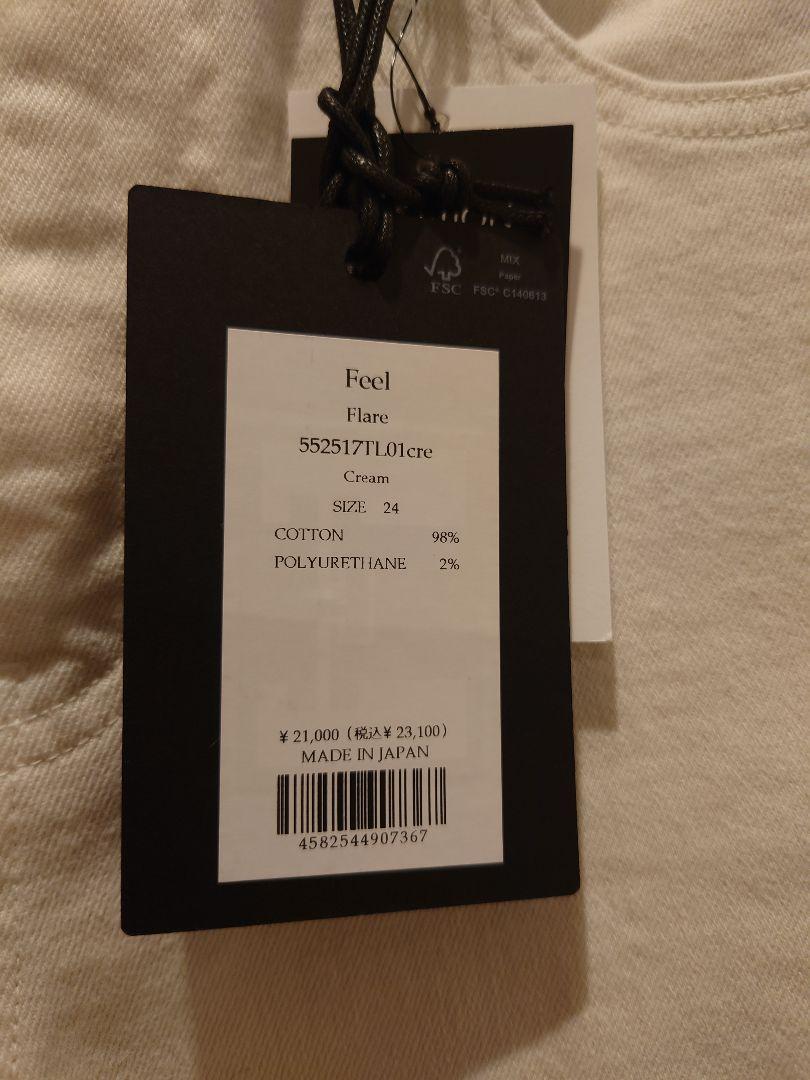 MIX
Paper
FSC
FSC® C140613
Feel
Flare
552517TL01cre
Cream
SIZE 24
COTTON 98%
POLYURETHANE 2%
¥ 21,000 (税込¥ 23,100)
MADE IN JAPAN
4582544907367